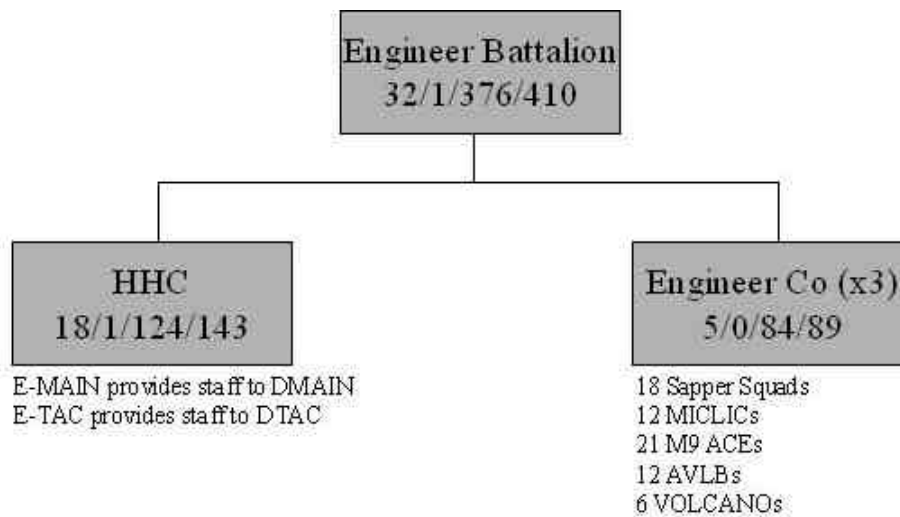 Engineer Battalion
32/1/376/410
HHC
18/1/124/143
E-MAIN provides staff to DMAIN
E-TAC provides staff to DTAC
Engineer Co (x3)
5/0/84/89
18 Sapper Squads
12 MICLICs
21 M9 ACEs
12 AVLBs
6 VOLCANOs